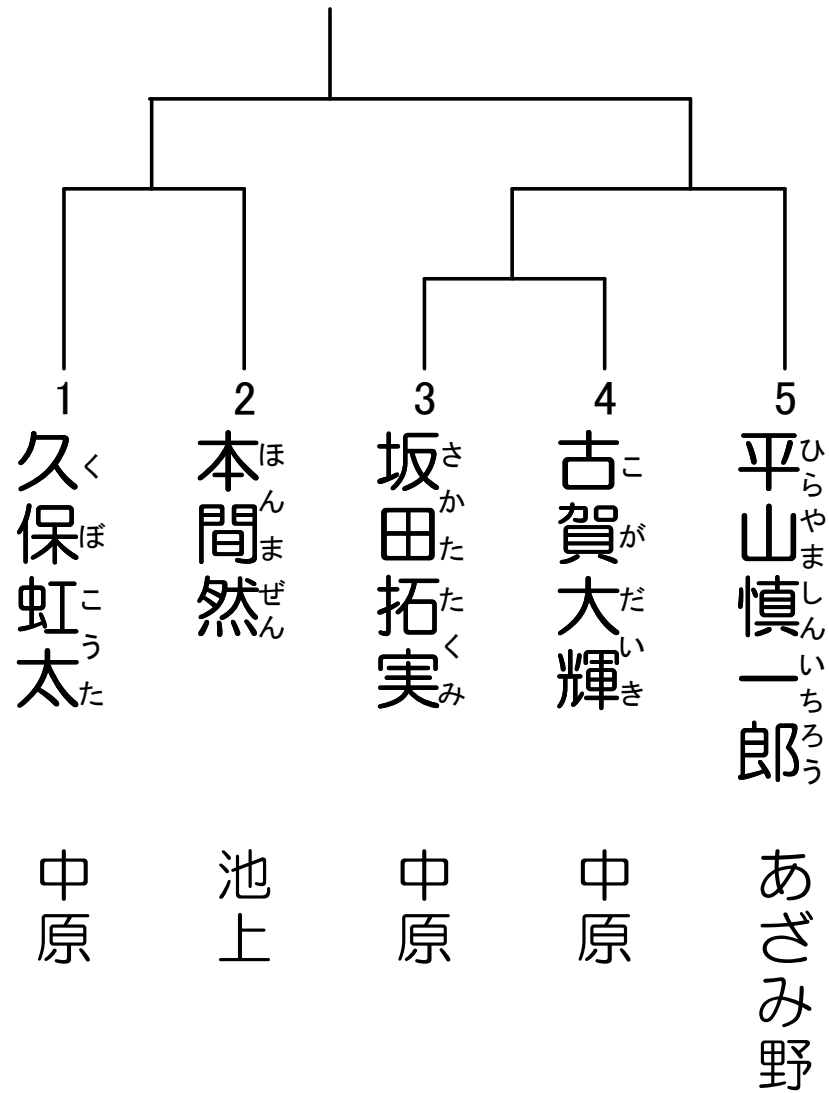 1
久保虹太
くぼこうた
中原
2
本間然
ほんまぜん
池上
3
坂田拓実
さかたたくみ
中原
4
古賀大輝
こがだいき
中原
5
平山慎一郎
ひらやましんいちろう
あざみ野